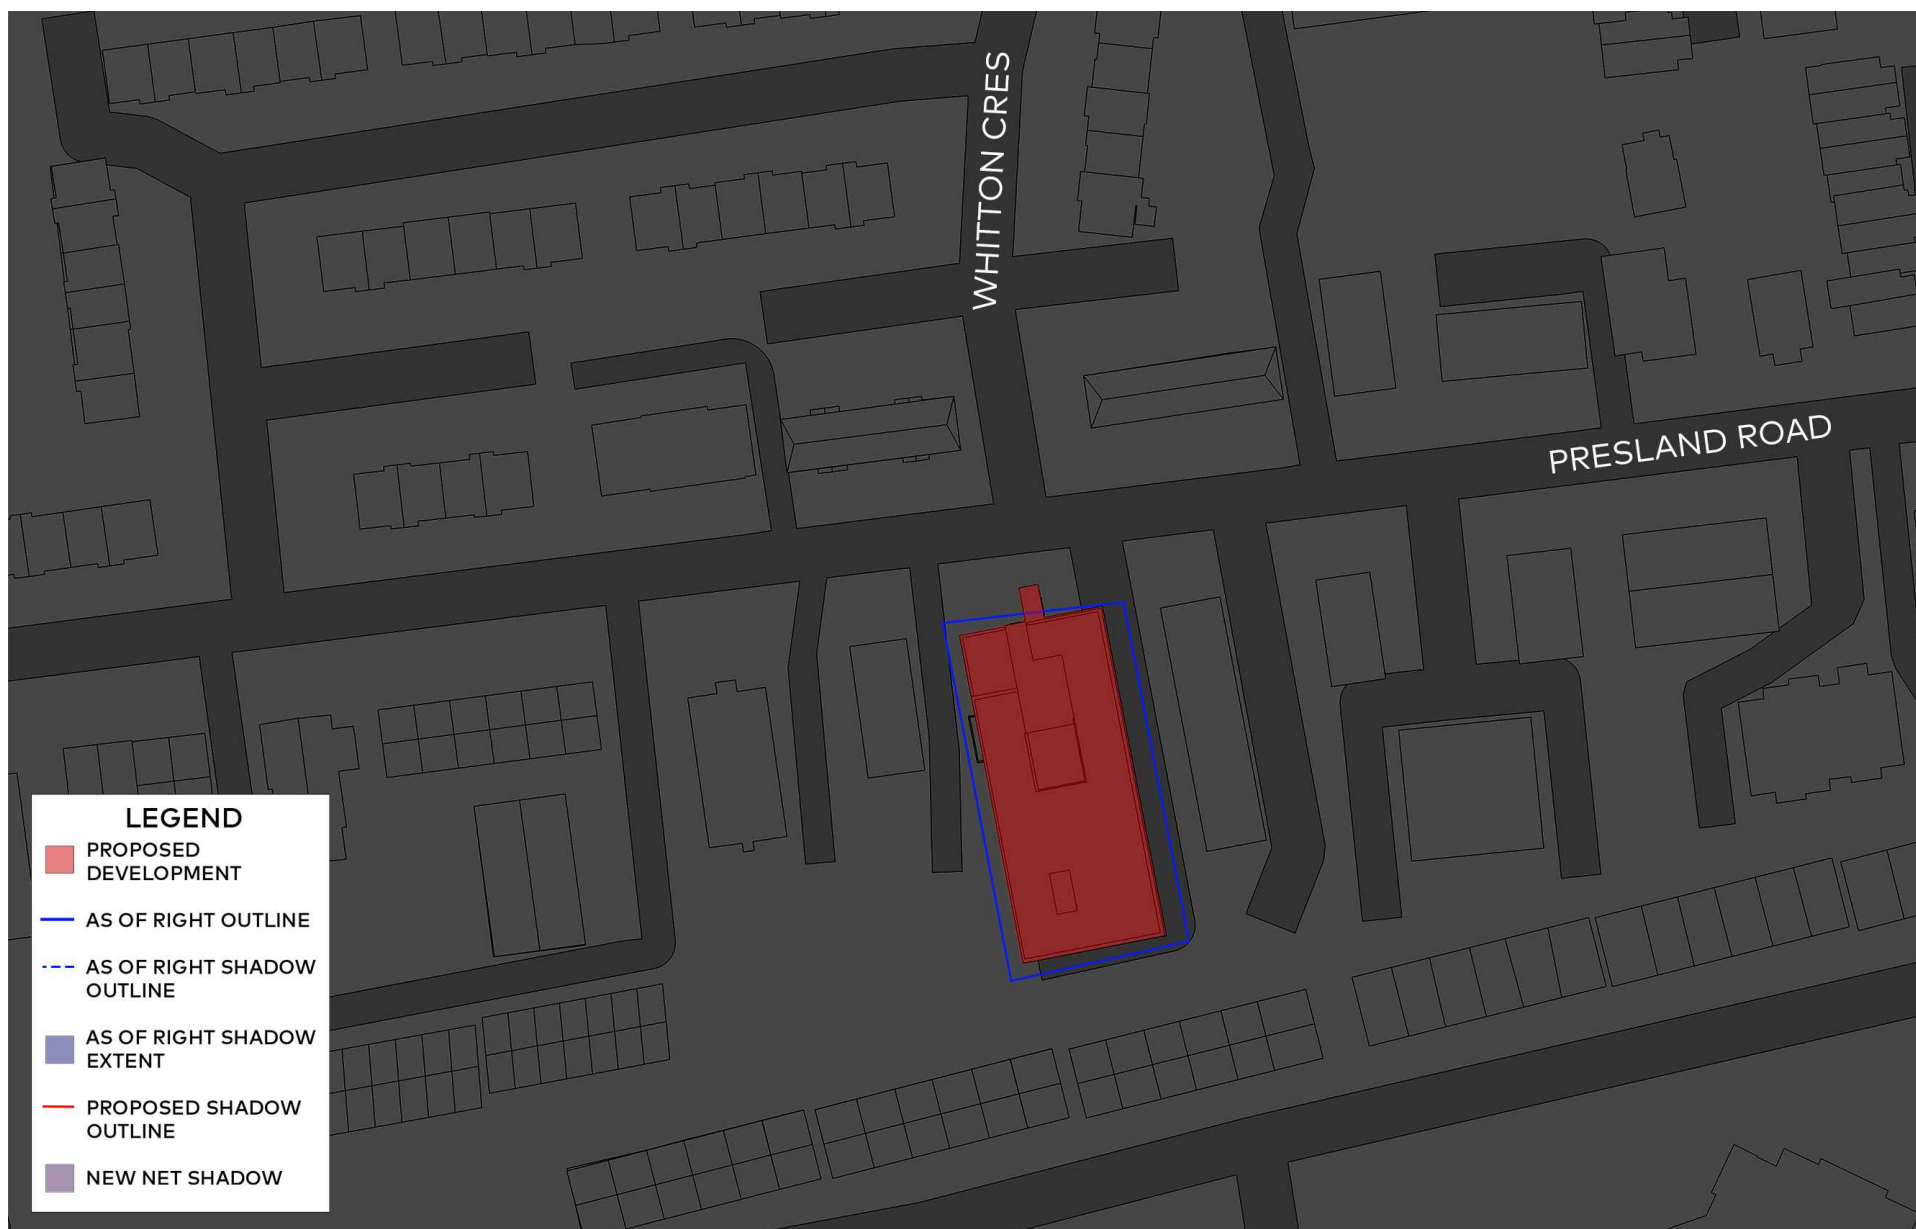 WHITTON CRES
PRESLAND ROAD
LEGEND
PROPOSED
DEVELOPMENT
AS OF RIGHT OUTLINE
AS OF RIGHT SHADOW
OUTLINE
AS OF RIGHT SHADOW
EXTENT
PROPOSED SHADOW
OUTLINE
NEW NET SHADOW